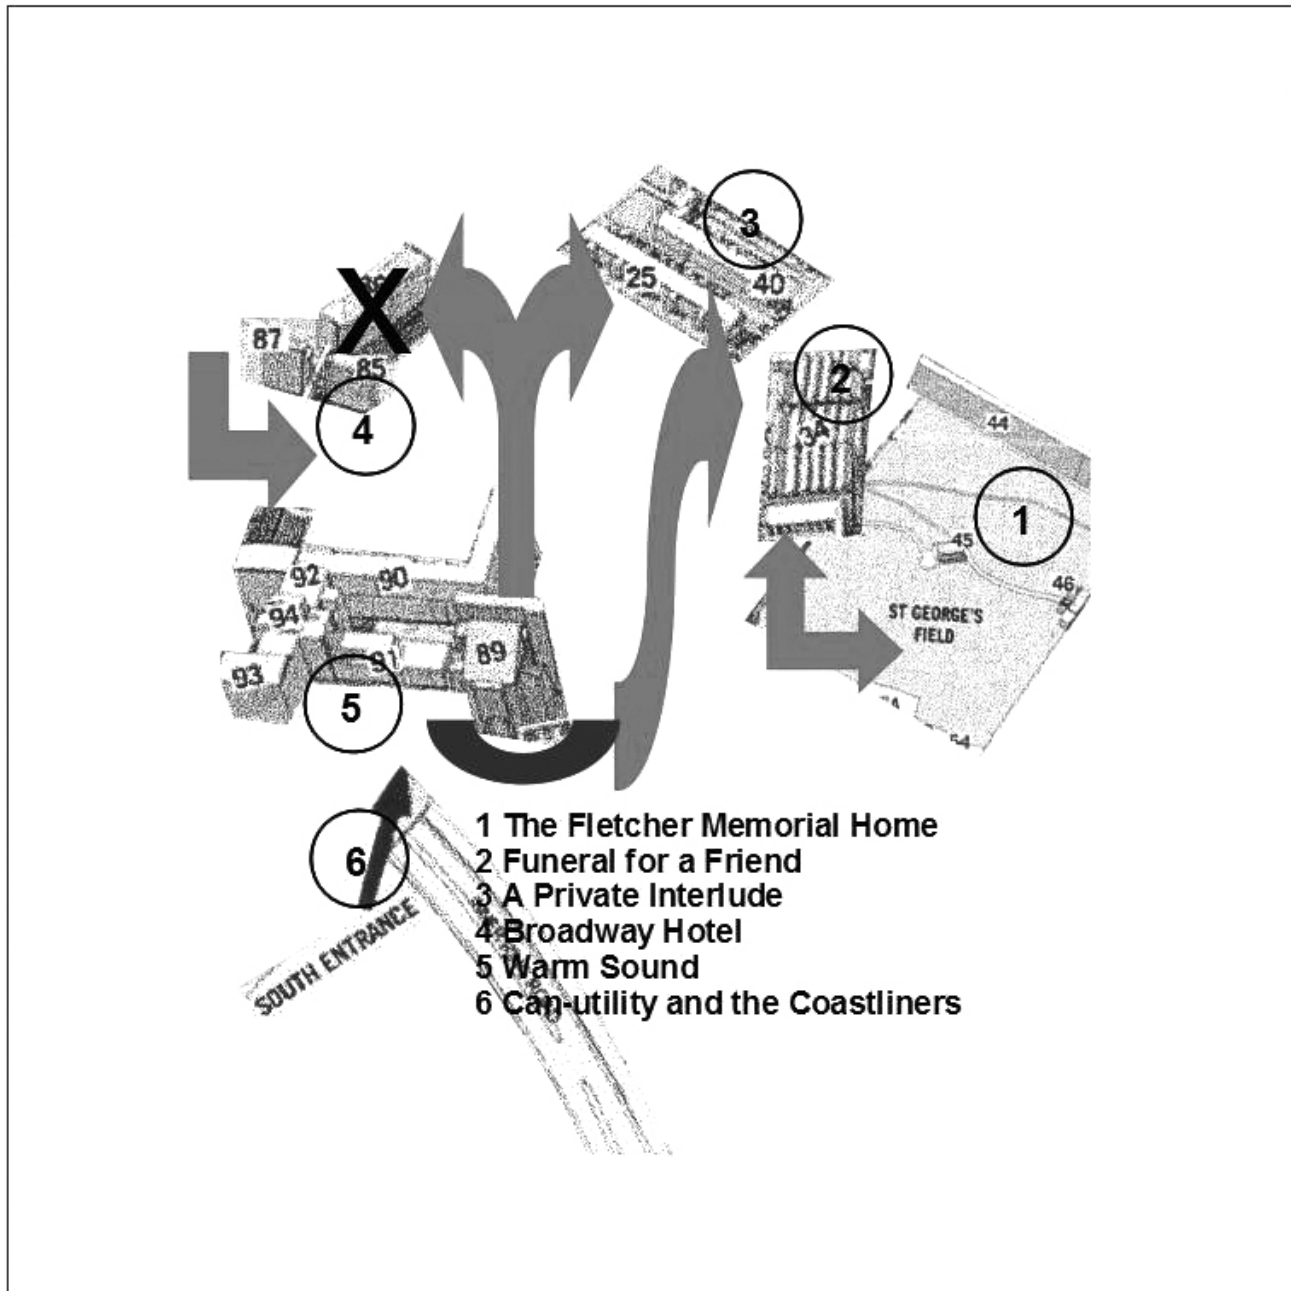 3
25
40
87
85
X
4
2
3A
44
1
45
46
ST GEORGE'S
FIELD
54
92
90
94
91
89
93
5
6
SOUTH ENTRANCE
1 The Fletcher Memorial Home
2 Funeral for a Friend
3 A Private Interlude
4 Broadway Hotel
5 Warm Sound
6 Can-utility and the Coastliners